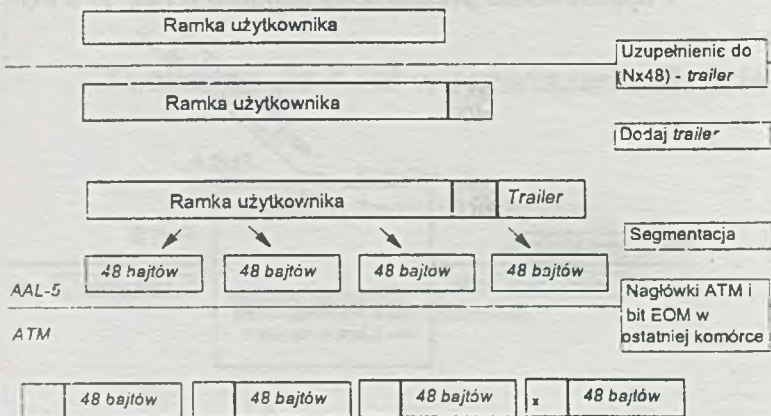 Ramka użytkownika
Uzupełnienie do
(Nx48) - trailer
Ramka użytkownika
Dodaj trailer
Ramka użytkownika
Trailer
Segmentacja
48 bajtów
48 bajtów
48 bajtów
48 bajtów
AAL-5
Nagłówki ATM i
bit EOM w
ostatniej komórce
ATM
48 bajtów
48 bajtów
48 bajtów
x
48 bajtów